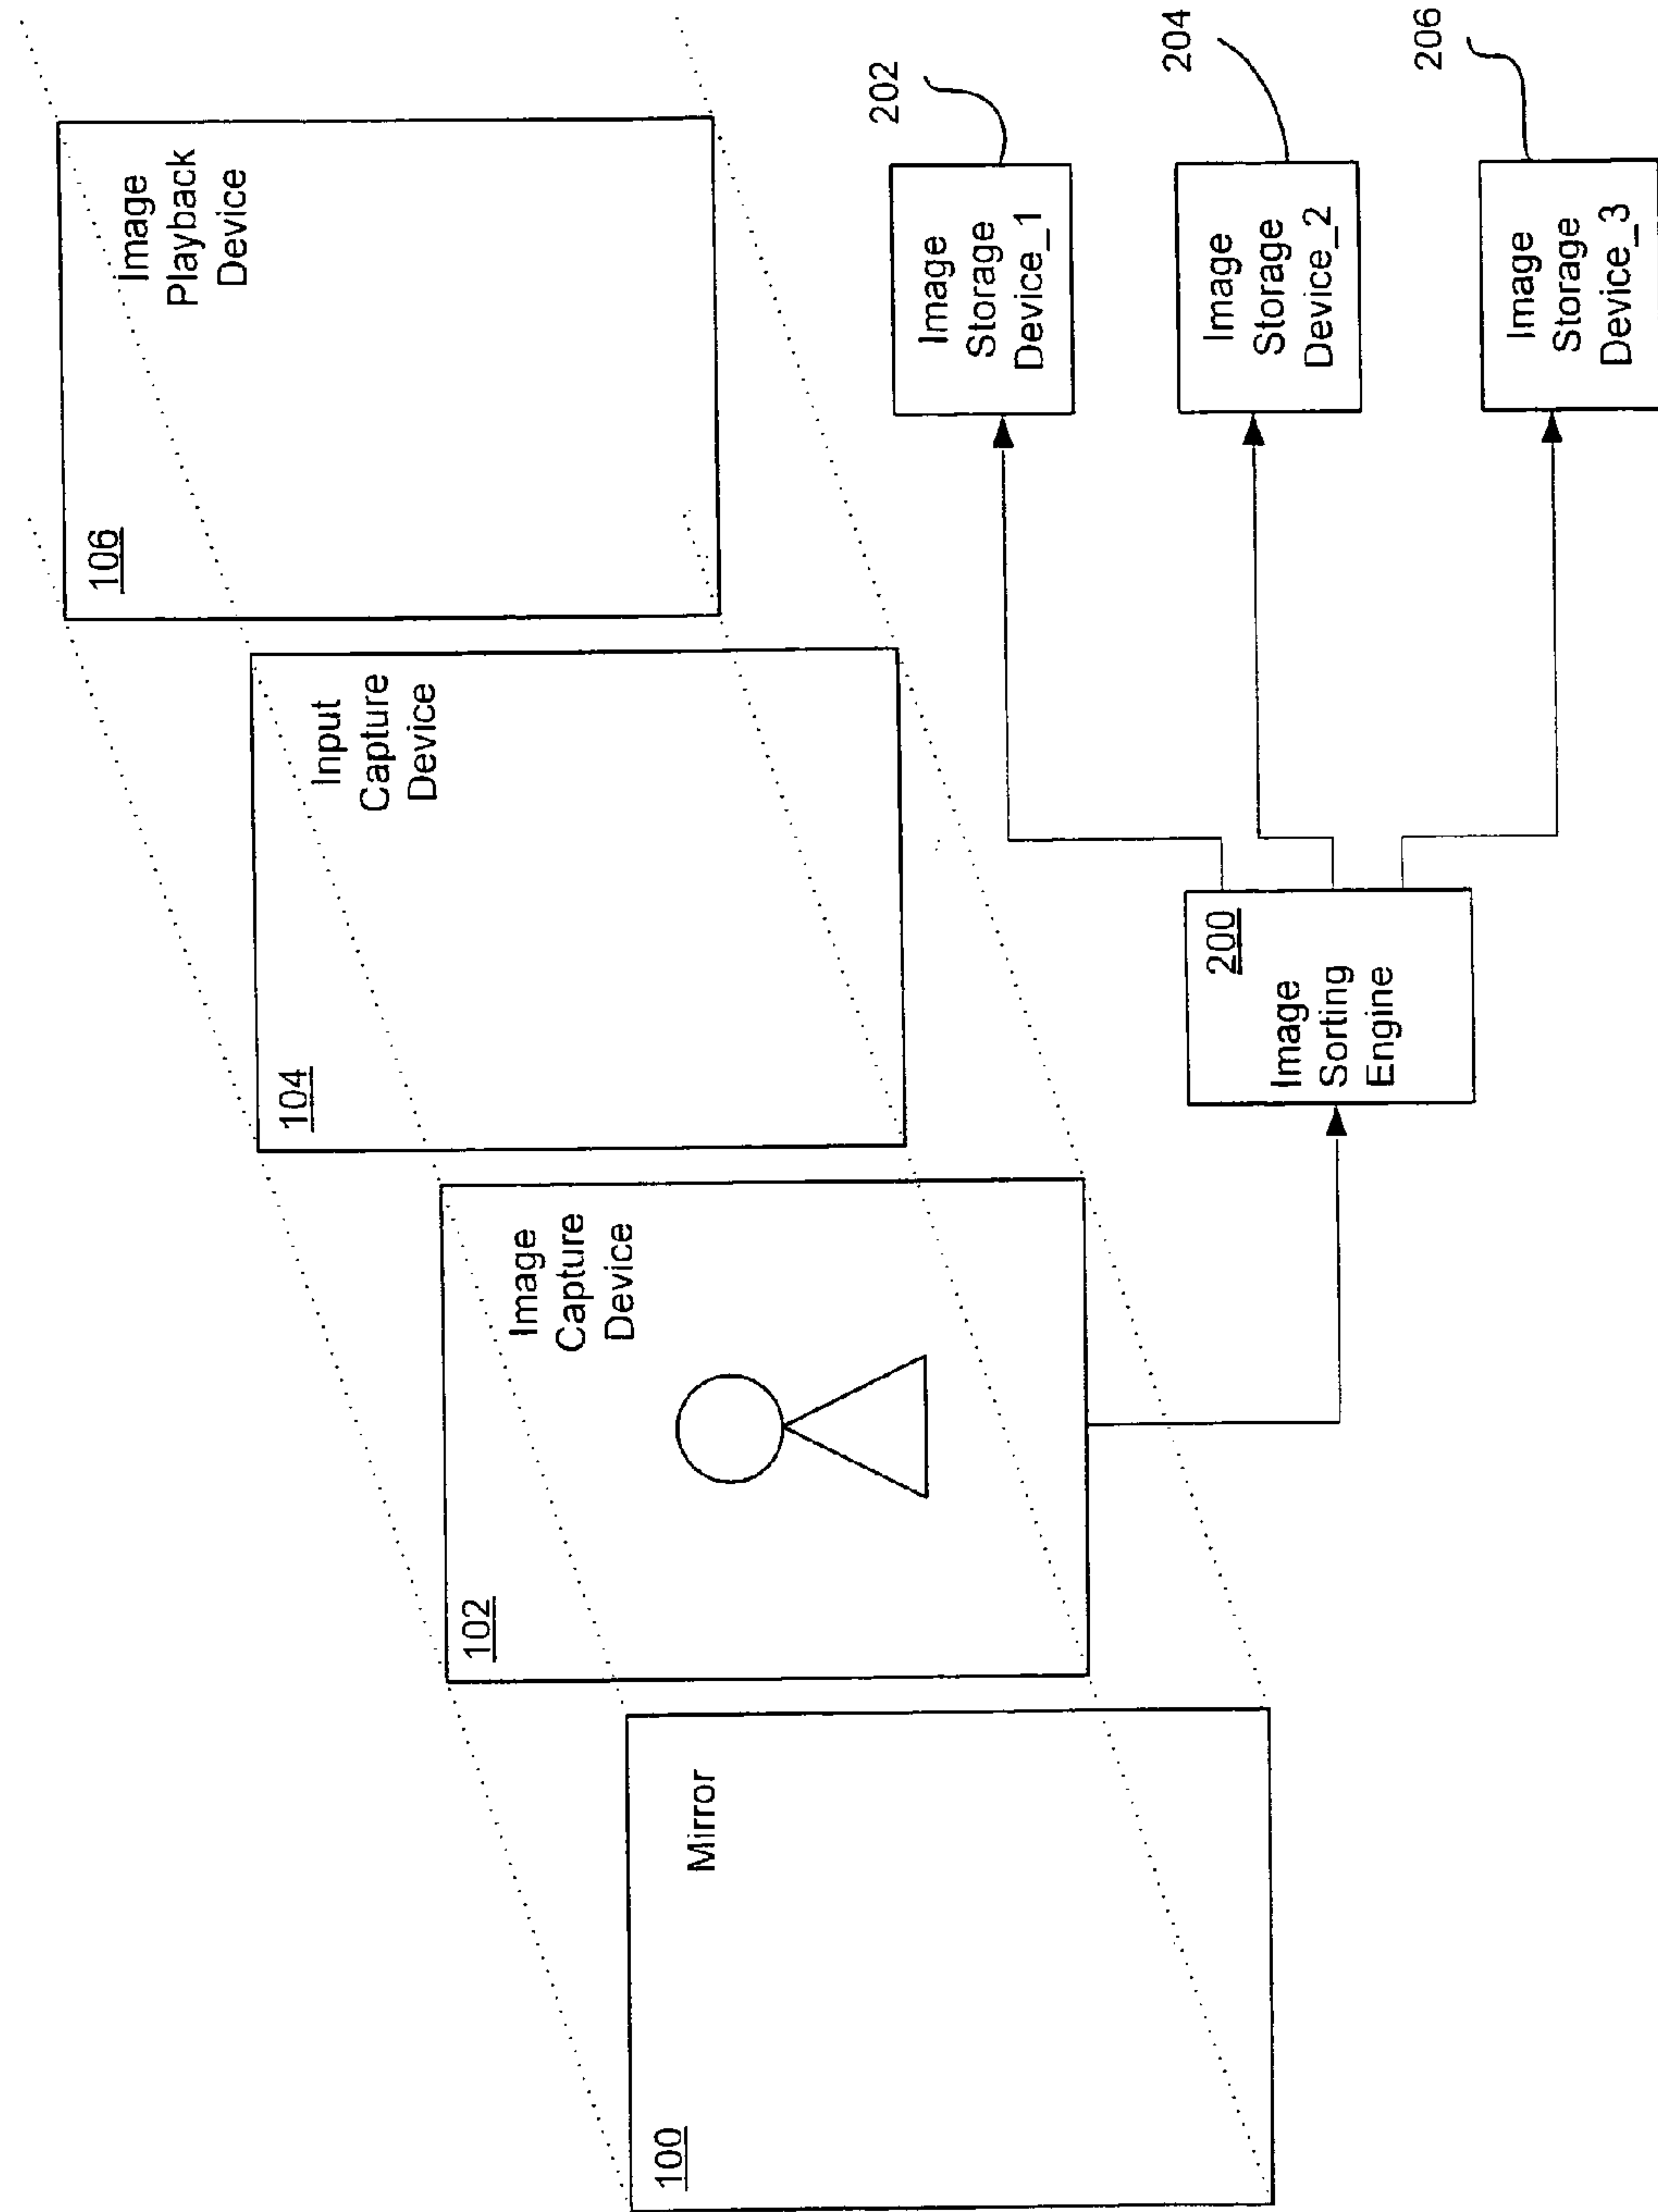 106
Image
Playback
Device
104
Input
Capture
Device
102
Image
Capture
Device
100
Mirror
200
Image
Sorting
Engine
Image
Storage
Device_1
202
Image
Storage
Device_2
204
Image
Storage
Device_3
206